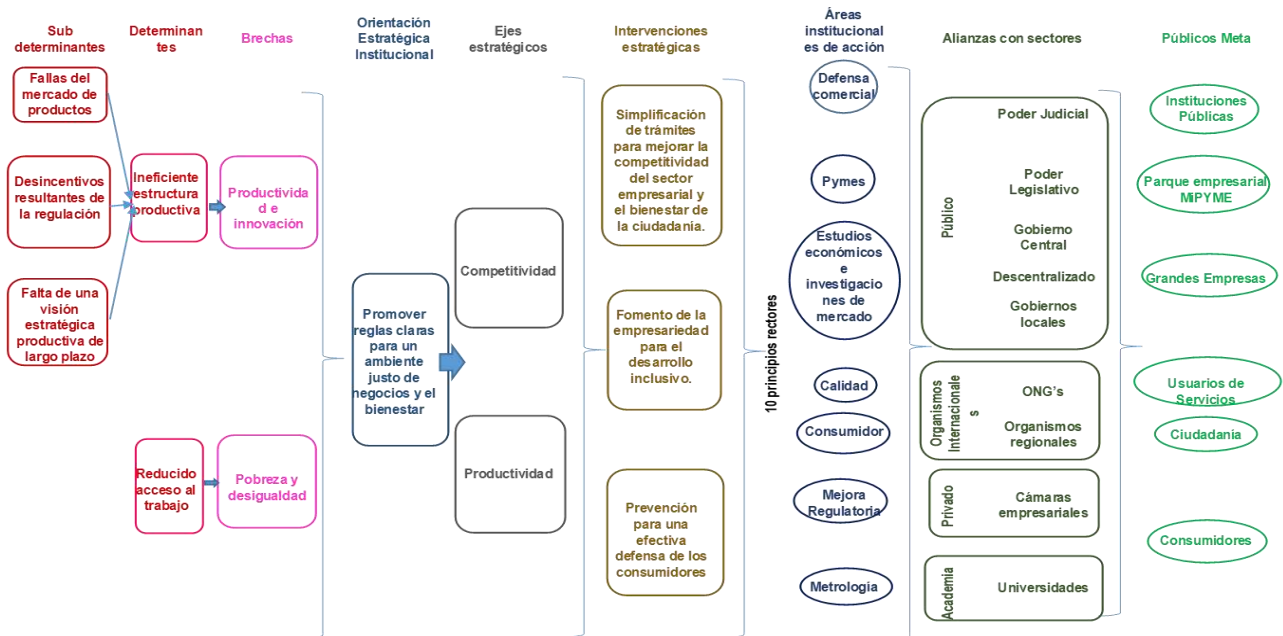 Sub
determinantes
Determinan
tes
Brechas
Orientación
Estratégica
Institucional
Ejes
estratégicos
Intervenciones
estratégicas
Áreas
institucional
es de acción
Alianzas con sectores
Públicos Meta
Fallas del
mercado de
productos
Desincentivos
resultantes de
la regulación
Falta de una
visión
estratégica
productiva de
largo plazo
Ineficiente
estructura
productiva
Reducido
acceso al
trabajo
Productivida
d e
innovación
Pobreza y
desigualdad
Promover
reglas claras
para un
ambiente
justo de
negocios y el
bienestar
Competitividad
Productividad
Simplificación
de trámites
para mejorar la
competitividad
del sector
empresarial y
el bienestar de
la ciudadanía.
Fomento de la
empresariedad
para el
desarrollo
inclusivo.
Prevención
para una
efectiva
defensa de los
consumidores
10 principios rectores
Defensa
comercial
Pymes
Estudios
económicos
e
investigacio
nes de
mercado
Calidad
Consumidor
Mejora
Regulatoria
Metrología
Público
Poder Judicial
Poder
Legislativo
Gobierno
Central
Descentralizado
Gobiernos
locales
Organismos
Internacionale
s
ONG's
Organismos
regionales
Privado
Cámaras
empresariales
Academia
Universidades
Instituciones
Públicas
Parque empresarial
MiPYME
Grandes Empresas
Usuarios de
Servicios
Ciudadania
Consumidores